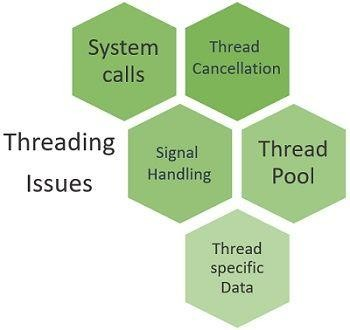 System
calls
Thread
Cancellation
Threading
Issues
Signal
Handling
Thread
Pool
Thread
specific
Data